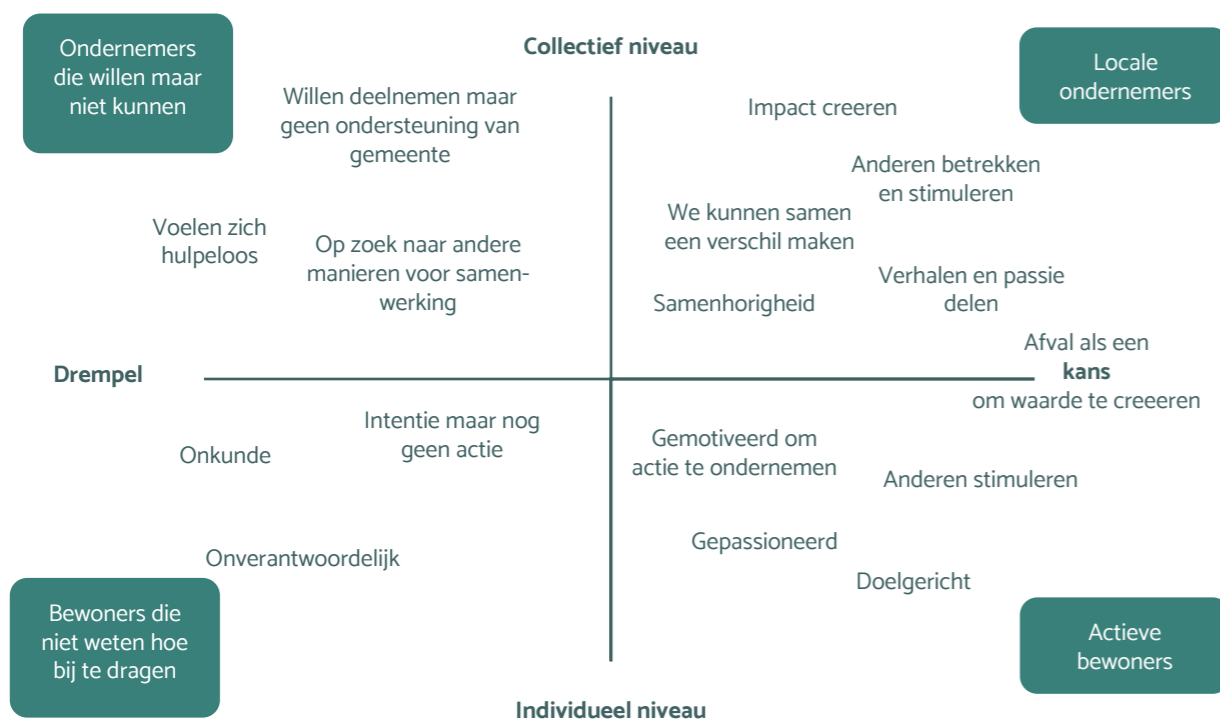 Ondernemers
die willen maar
niet kunnen
Collectief niveau
Locale
ondernemers
Willen deelnemen maar
geen ondersteuning van
gemeente
Impact creeren
Anderen betrekken
en stimuleren
Voelen zich
hulpeloos
Op zoek naar andere
manieren voor samen-
werking
We kunnen samen
een verschil maken
Verhalen en passie
delen
Samenhorigheid
Drempel
Afval als een
kans
om waarde te creeeren
Intentie maar nog
geen actie
Onkunde
Gemotiveerd om
actie te ondernemen
Anderen stimuleren
Onverantwoordelijk
Gepassioneerd
Doelgericht
Bewoners die
niet weten hoe
bij te dragen
Actieve
bewoners
Individueel niveau